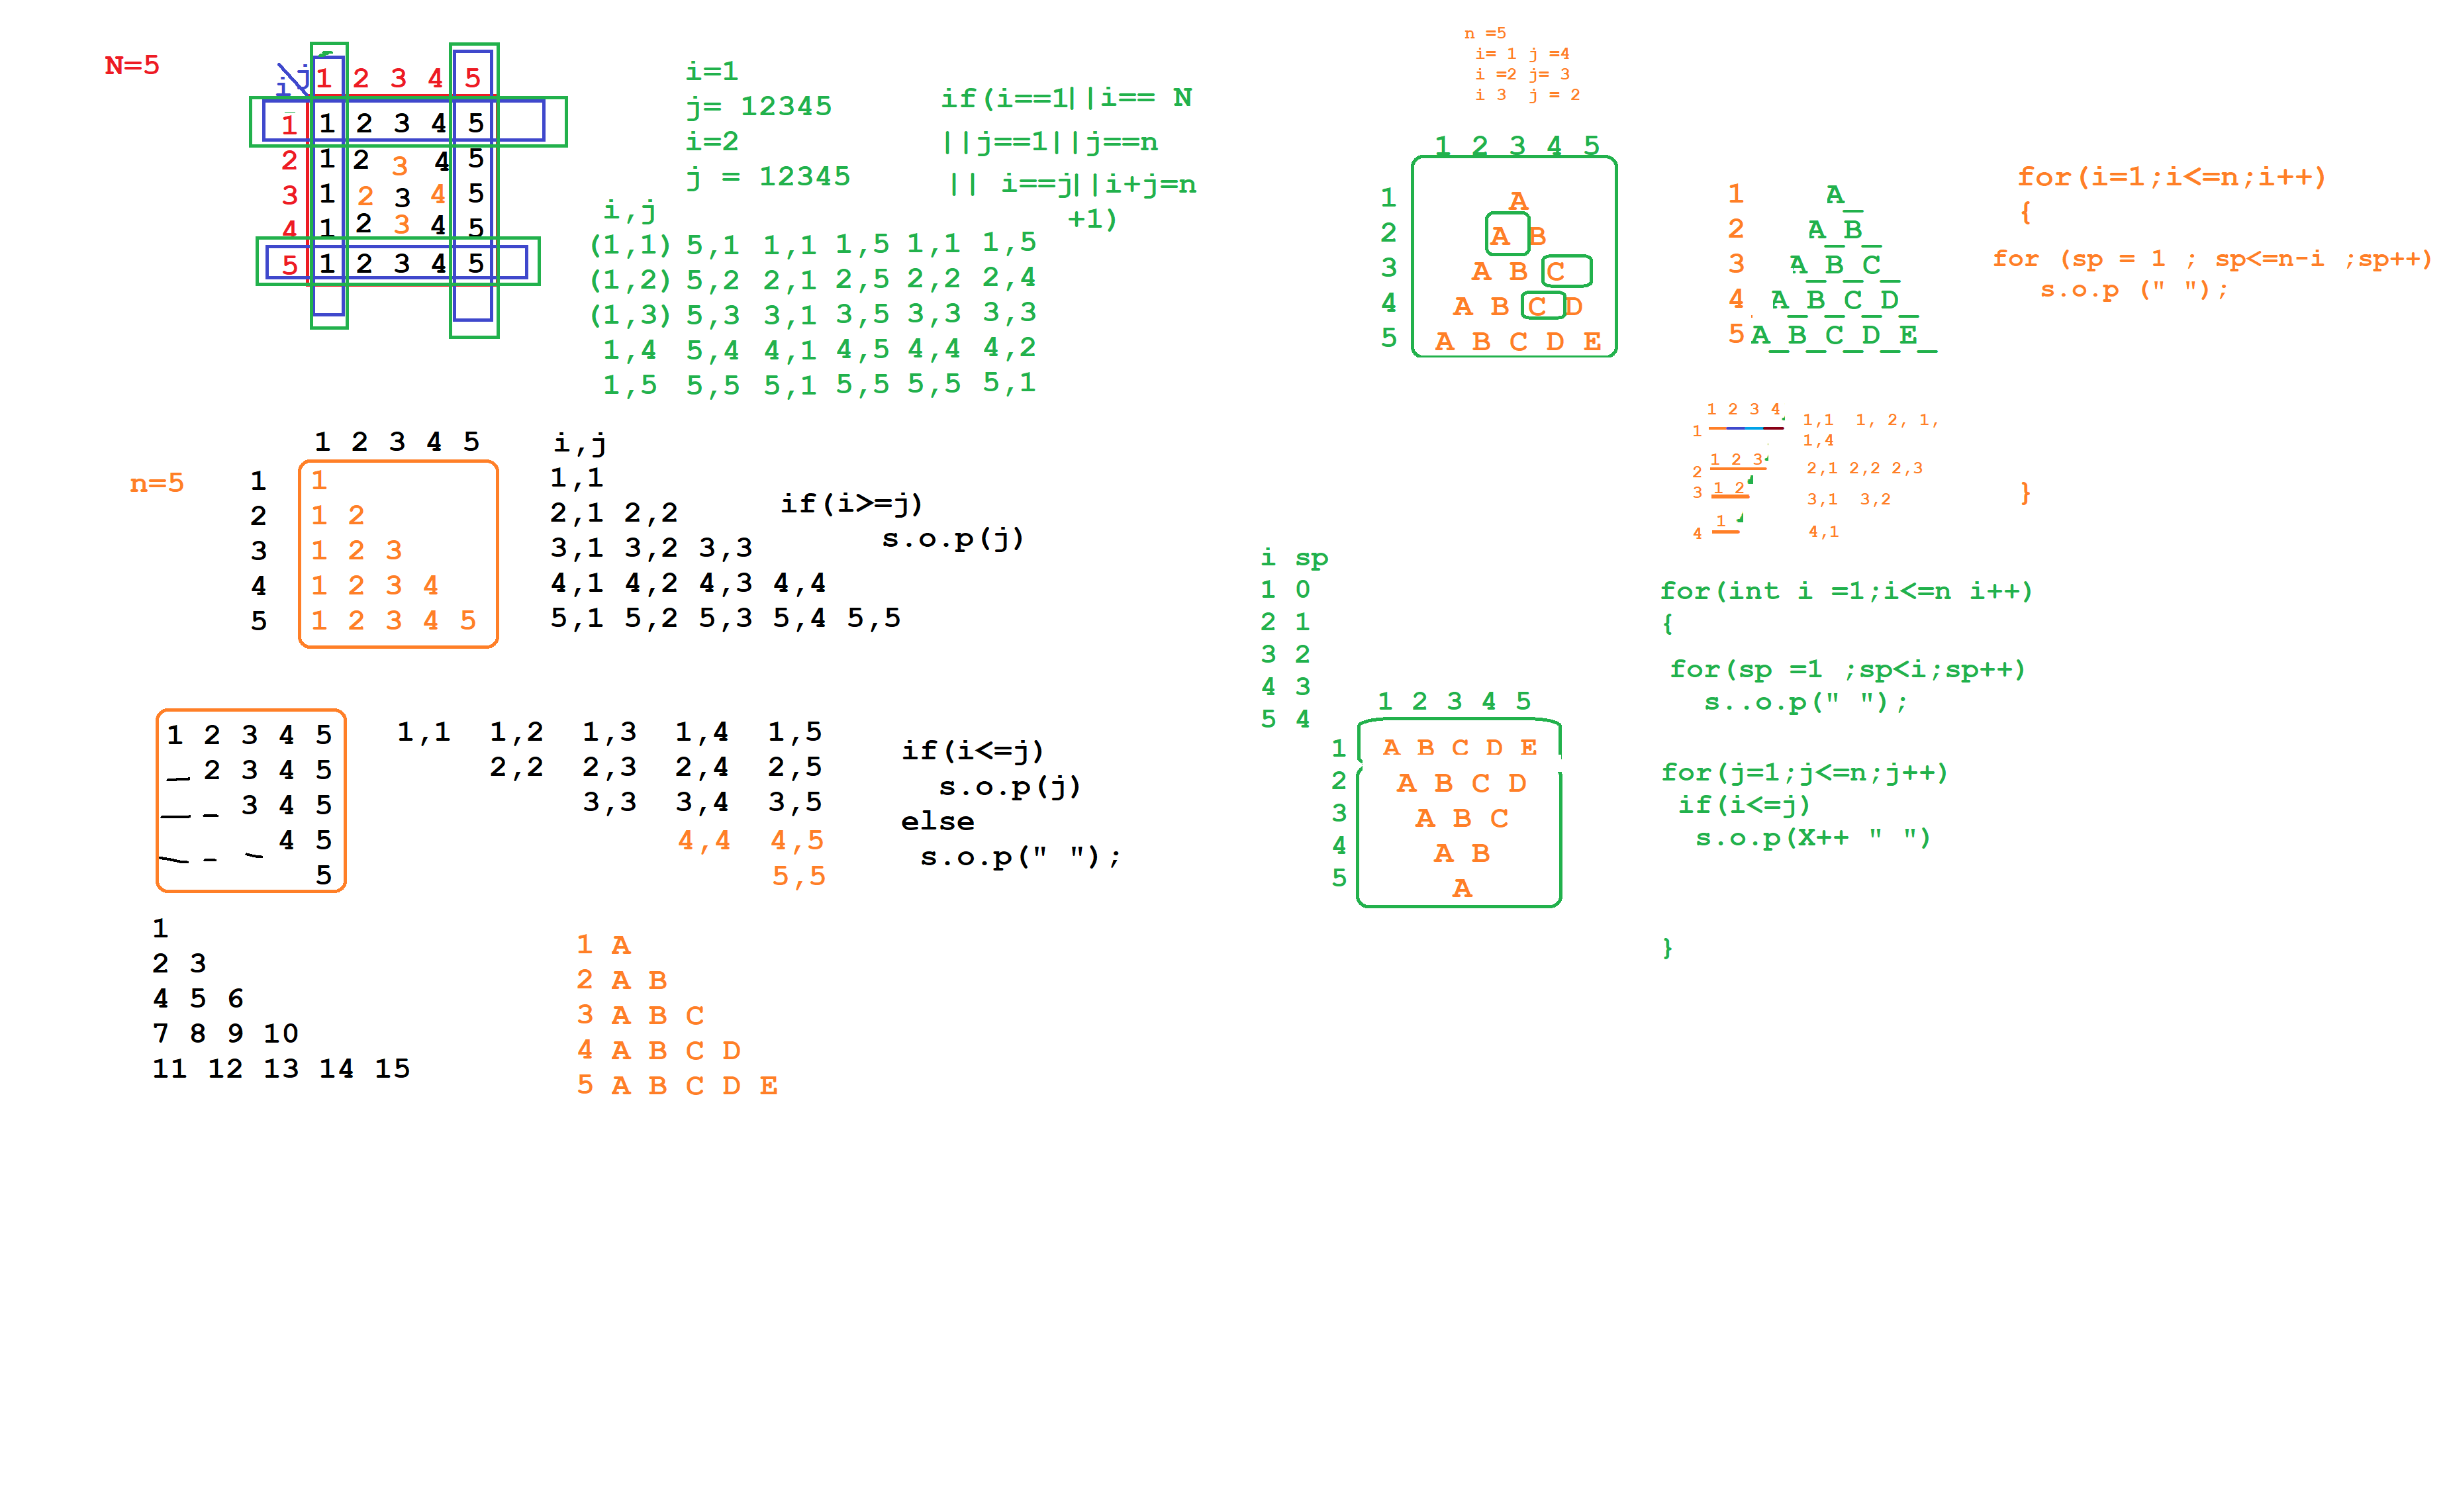 N=5
i j
1 2 3 4 5
1 1 2 3 4 5
2 1 2 3 4 5
3 1 2 3 4 5
4 1 2 3 4 5
5 1 2 3 4 5
i=1
j= 12345
i=2
j = 12345
if(i==1||i== N
||j==1||j==n
|| i==j||i+j=n
+1)
i,j
(1,1) 5,1 1,1 1,5 1,1 1,5
(1,2) 5,2 2,1 2,5 2,2 2,4
(1,3) 5,3 3,1 3,5 3,3 3,3
1,4 5,4 4,1 4,5 4,4 4,2
1,5 5,5 5,1 5,5 5,5 5,1
n=5
1 2 3 4 5
1 1
2 1 2
3 1 2 3
4 1 2 3 4
5 1 2 3 4 5
i,j
1,1
2,1 2,2
3,1 3,2 3,3
4,1 4,2 4,3 4,4
5,1 5,2 5,3 5,4 5,5
if(i>=j)
s.o.p(j)
1 2 3 4 5
_ 2 3 4 5
_ _ 3 4 5
_ _ _ 4 5
5
1,1 1,2 1,3 1,4 1,5
2,2 2,3 2,4 2,5
3,3 3,4 3,5
4,4 4,5
5,5
if(i<=j)
s.o.p(j)
else
s.o.p(" ");
1
2 3
4 5 6
7 8 9 10
11 12 13 14 15
1 A
2 A B
3 A B C
4 A B C D
5 A B C D E
n =5
i= 1 j =4
i =2 j= 3
i 3 j = 2
1 2 3 4 5
1 A
2 A B
3 A B C
4 A B C D
5 A B C D E
1 A_
2 A_B_
3 A_B_C_
4 A_B_C_D_
5 A_B_C_D_E_
for(i=1;i<=n;i++)
{
for (sp = 1 ; sp<=n-i ;sp++)
s.o.p (" ");
}
1 2 3 4
1
1 2 3
2
3 1 2
1
4
1,1 1, 2, 1,
1,4
2,1 2,2 2,3
3,1 3,2
4,1
i sp
1 0
2 1
3 2
4 3
5 4
1 2 3 4 5
1 A B C D E
2 A B C D
3 A B C
4 A B
5 A
for(int i =1;i<=n i++)
{
for(sp =1 ;sp<i;sp++)
s..o.p(" ");
for(j=1;j<=n;j++)
if(i<=j)
s.o.p(X++ " ")
}